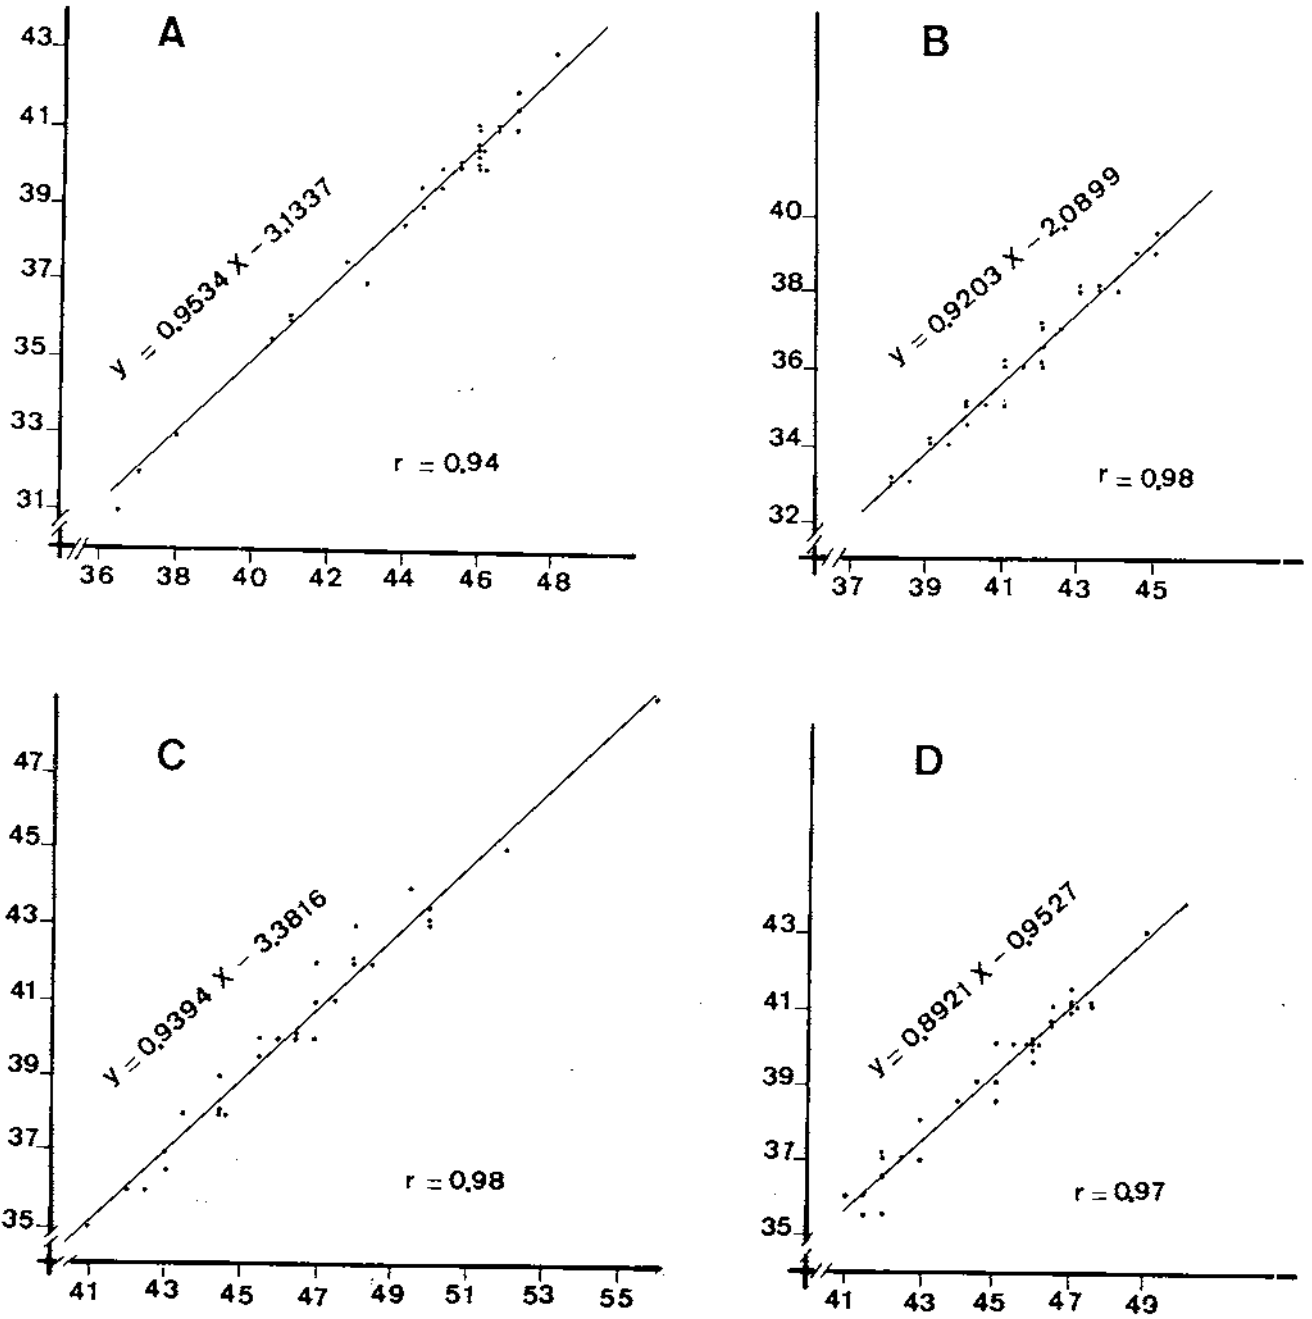 A
43
41
39
37
35
33
31
y = 0.9534 X - 3.1337
r = 0.94
36 38 40 42 44 46 48
B
40
38
36
34
32
y = 0.9203 X - 2.0899
r = 0.98
37 39 41 43 45
C
47
45
43
41
39
37
35
y = 0.9394 X - 3.3816
r = 0.98
41 43 45 47 49 51 53 55
D
43
41
39
37
35
y = 0.8921 X - 0.9527
r = 0.97
41 43 45 47 49